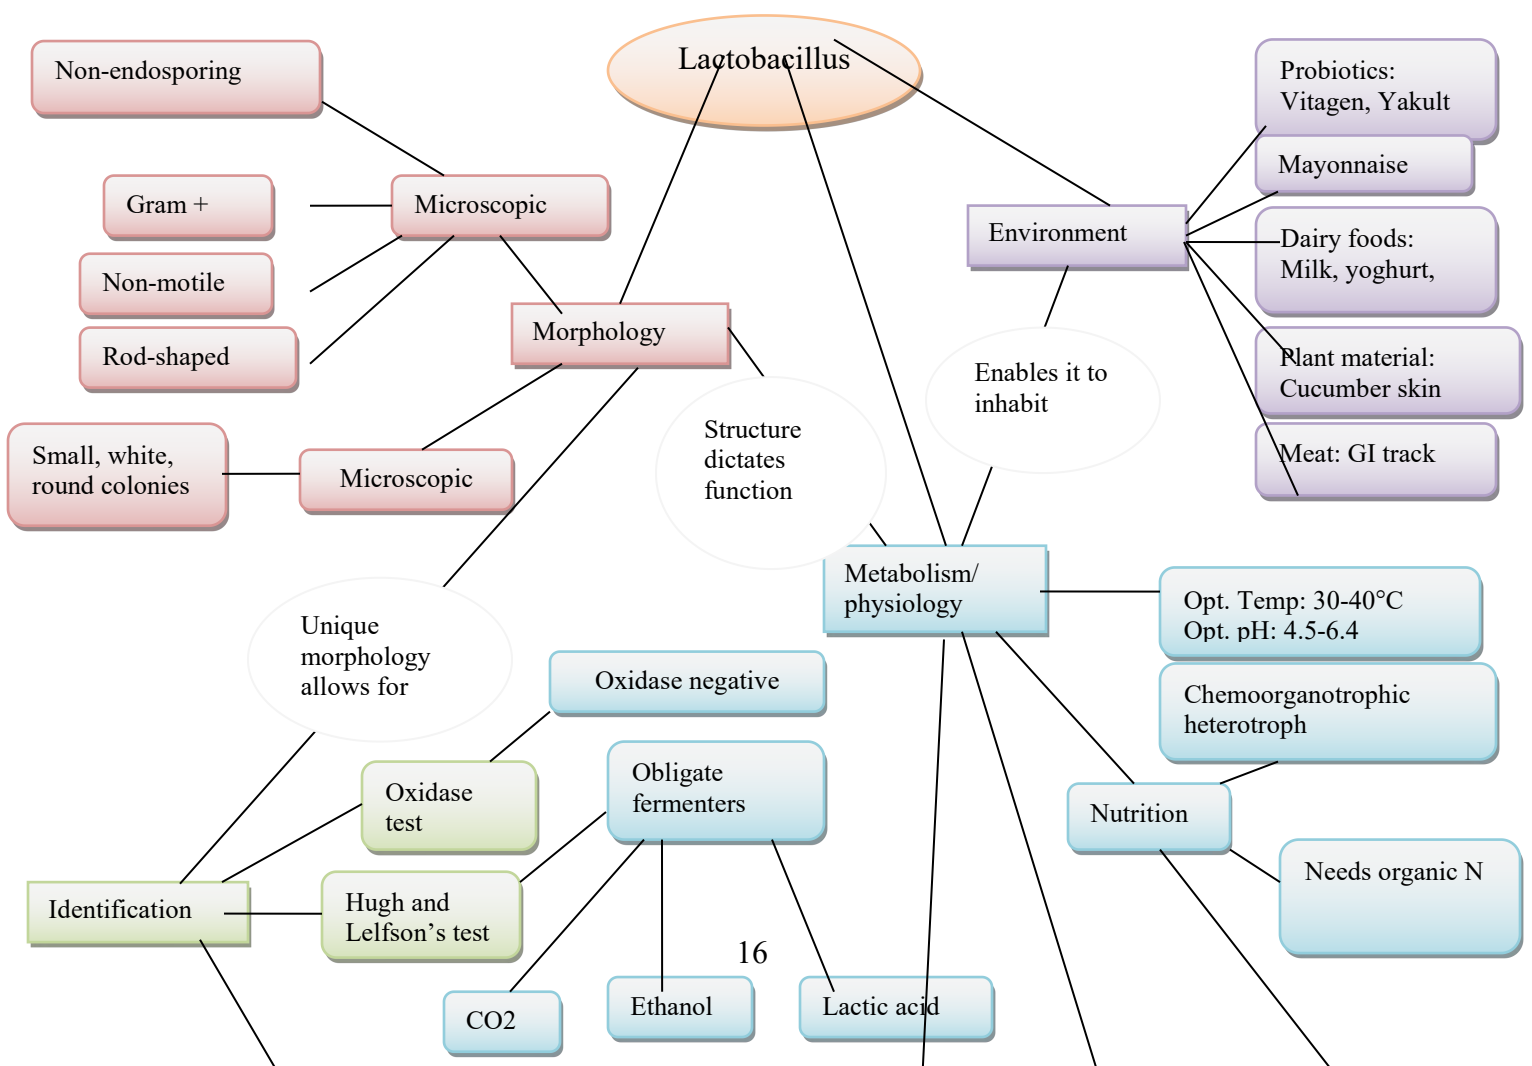 Lactobacillus
Non-endosporing
Probiotics:
Vitagen, Yakult
Mayonnaise
Gram +
Microscopic
Environment
Dairy foods:
Milk, yoghurt,
Non-motile
Morphology
Rod-shaped
Plant material:
Cucumber skin
Enables it to
inhabit
Structure
dictates
function
Small, white,
round colonies
Microscopic
Meat: GI track
Metabolism/
physiology
Opt. Temp: 30-40°C
Opt. pH: 4.5-6.4
Unique
morphology
allows for
Oxidase negative
Chemoorganotrophic
heterotroph
Oxidase
test
Obligate
fermenters
Nutrition
Needs organic N
Identification
Hugh and
Lelfson’s test
16
CO2
Ethanol
Lactic acid